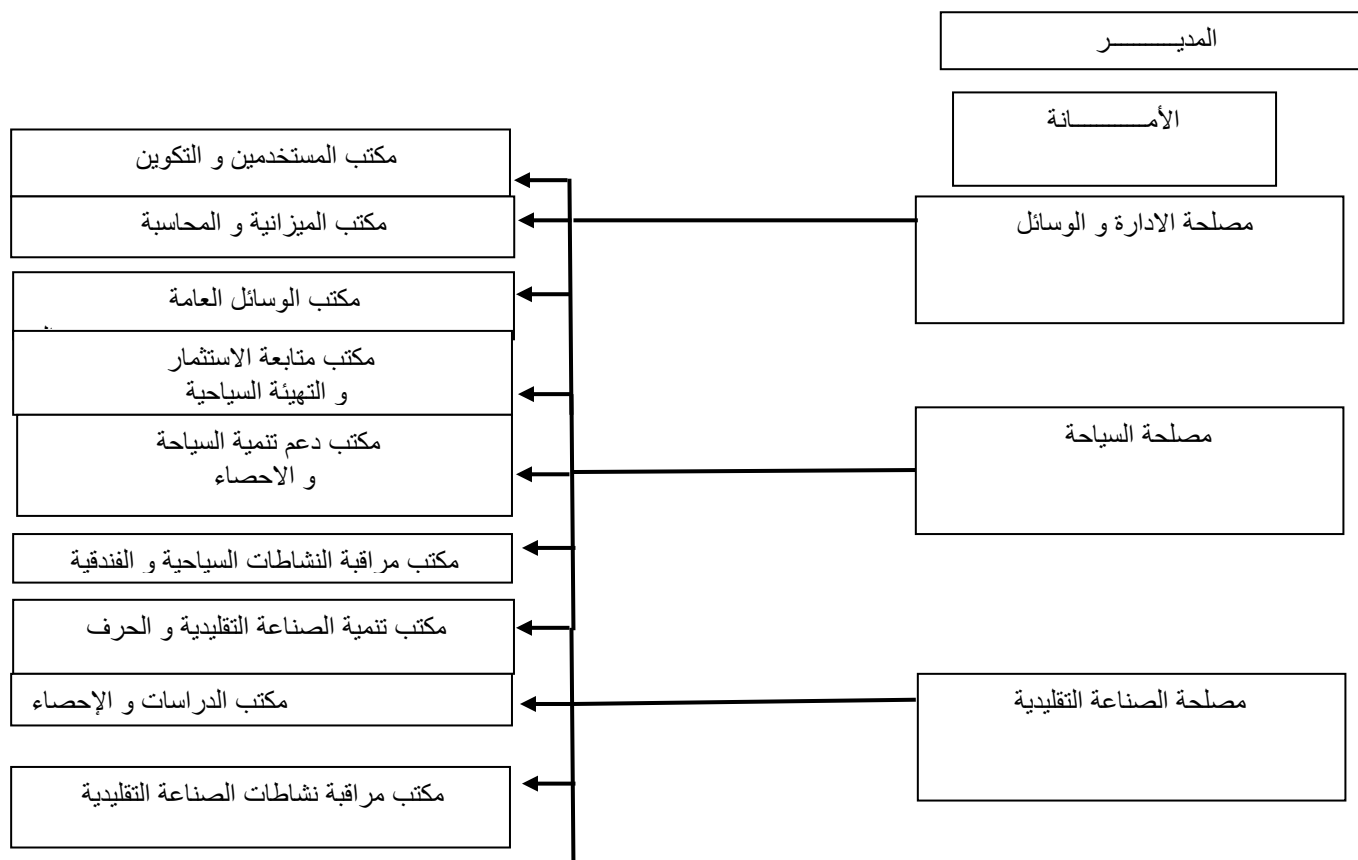 المديـــــــــر
الأمـــــــــانة
مصلحة الادارة و الوسائل
مكتب المستخدمين و التكوين
مكتب الميزانية و المحاسبة
مكتب الوسائل العامة
مصلحة السياحة
مكتب متابعة الاستثمار
و التهيئة السياحية
مكتب دعم تنمية السياحة
و الاحصاء
مكتب مراقبة النشاطات السياحية و الفندقية
مصلحة الصناعة التقليدية
مكتب تنمية الصناعة التقليدية و الحرف
مكتب الدراسات و الإحصاء
مكتب مراقبة نشاطات الصناعة التقليدية